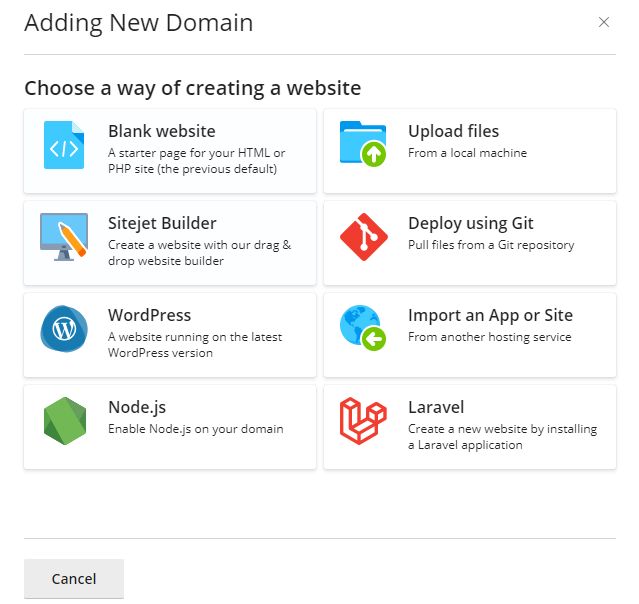 Adding New Domain
Choose a way of creating a website
Blank website
A starter page for your HTML or
PHP site (the previous default)
Upload files
From a local machine
Sitejet Builder
Create a website with our drag &
drop website builder
Deploy using Git
Pull files from a Git repository
WordPress
A website running on the latest
WordPress version
Import an App or Site
From another hosting service
Node.js
Enable Node.js on your domain
Laravel
Create a new website by installing
a Laravel application
Cancel